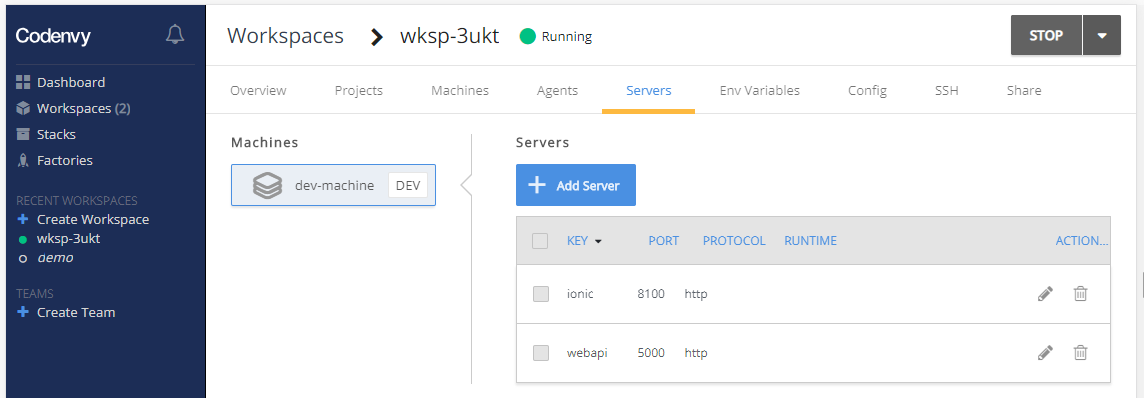 Codenvy
Dashboard
Workspaces (2)
Stacks
Factories
RECENT WORKSPACES
Create Workspace
wksp-3ukt
demo
TEAMS
Create Team
Workspaces wksp-3ukt Running
STOP
Overview Projects Machines Agents Servers Env Variables Config SSH Share
Machines
dev-machine DEV
Servers
Add Server
KEY PORT PROTOCOL RUNTIME ACTION...
ionic 8100 http
webapi 5000 http